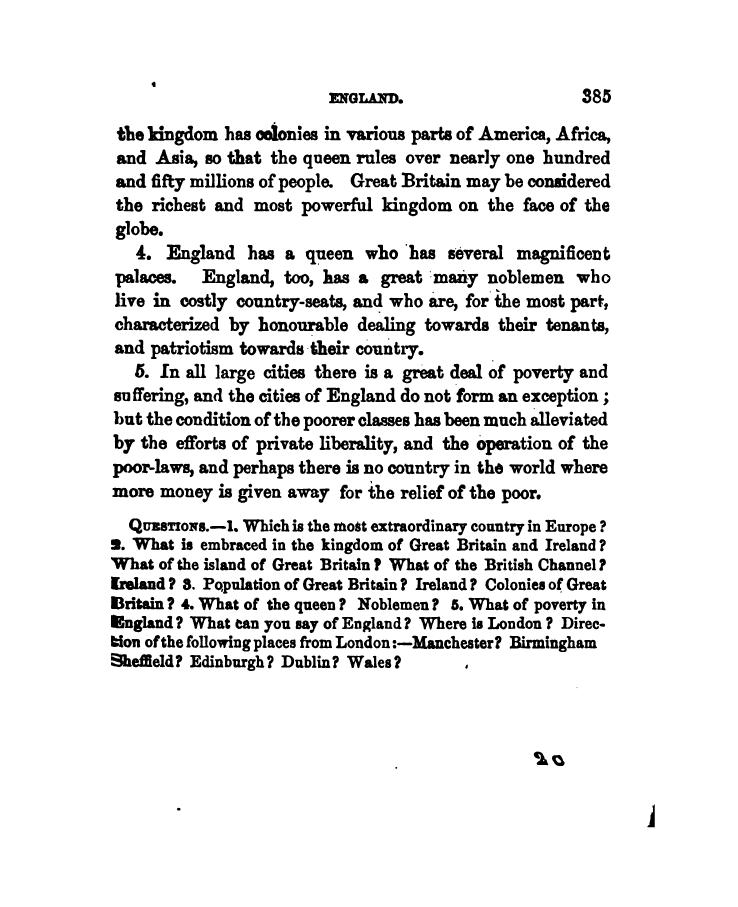 ENGLAND. 385
the kingdom has colonies in various parts of America, Africa,
and Asia, so that the queen rules over nearly one hundred
and fifty millions of people. Great Britain may be considered
the richest and most powerful kingdom on the face of the
globe.
4. England has a queen who has several magnificent
palaces. England, too, has a great many noblemen who
live in costly country-seats, and who are, for the most part,
characterized by honourable dealing towards their tenants,
and patriotism towards their country.
5. In all large cities there is a great deal of poverty and
suffering, and the cities of England do not form an exception;
but the condition of the poorer classes has been much alleviated
by the efforts of private liberality, and the operation of the
poor-laws, and perhaps there is no country in the world where
more money is given away for the relief of the poor.
QUESTIONS.—1. Which is the most extraordinary country in Europe?
2. What is embraced in the kingdom of Great Britain and Ireland?
What of the island of Great Britain? What of the British Channel?
Ireland? 3. Population of Great Britain? Ireland? Colonies of Great
Britain? 4. What of the queen? Noblemen? 5. What of poverty in
England? What can you say of England? Where is London? Direc-
tion of the following places from London:—Manchester? Birmingham
Sheffield? Edinburgh? Dublin? Wales?
20